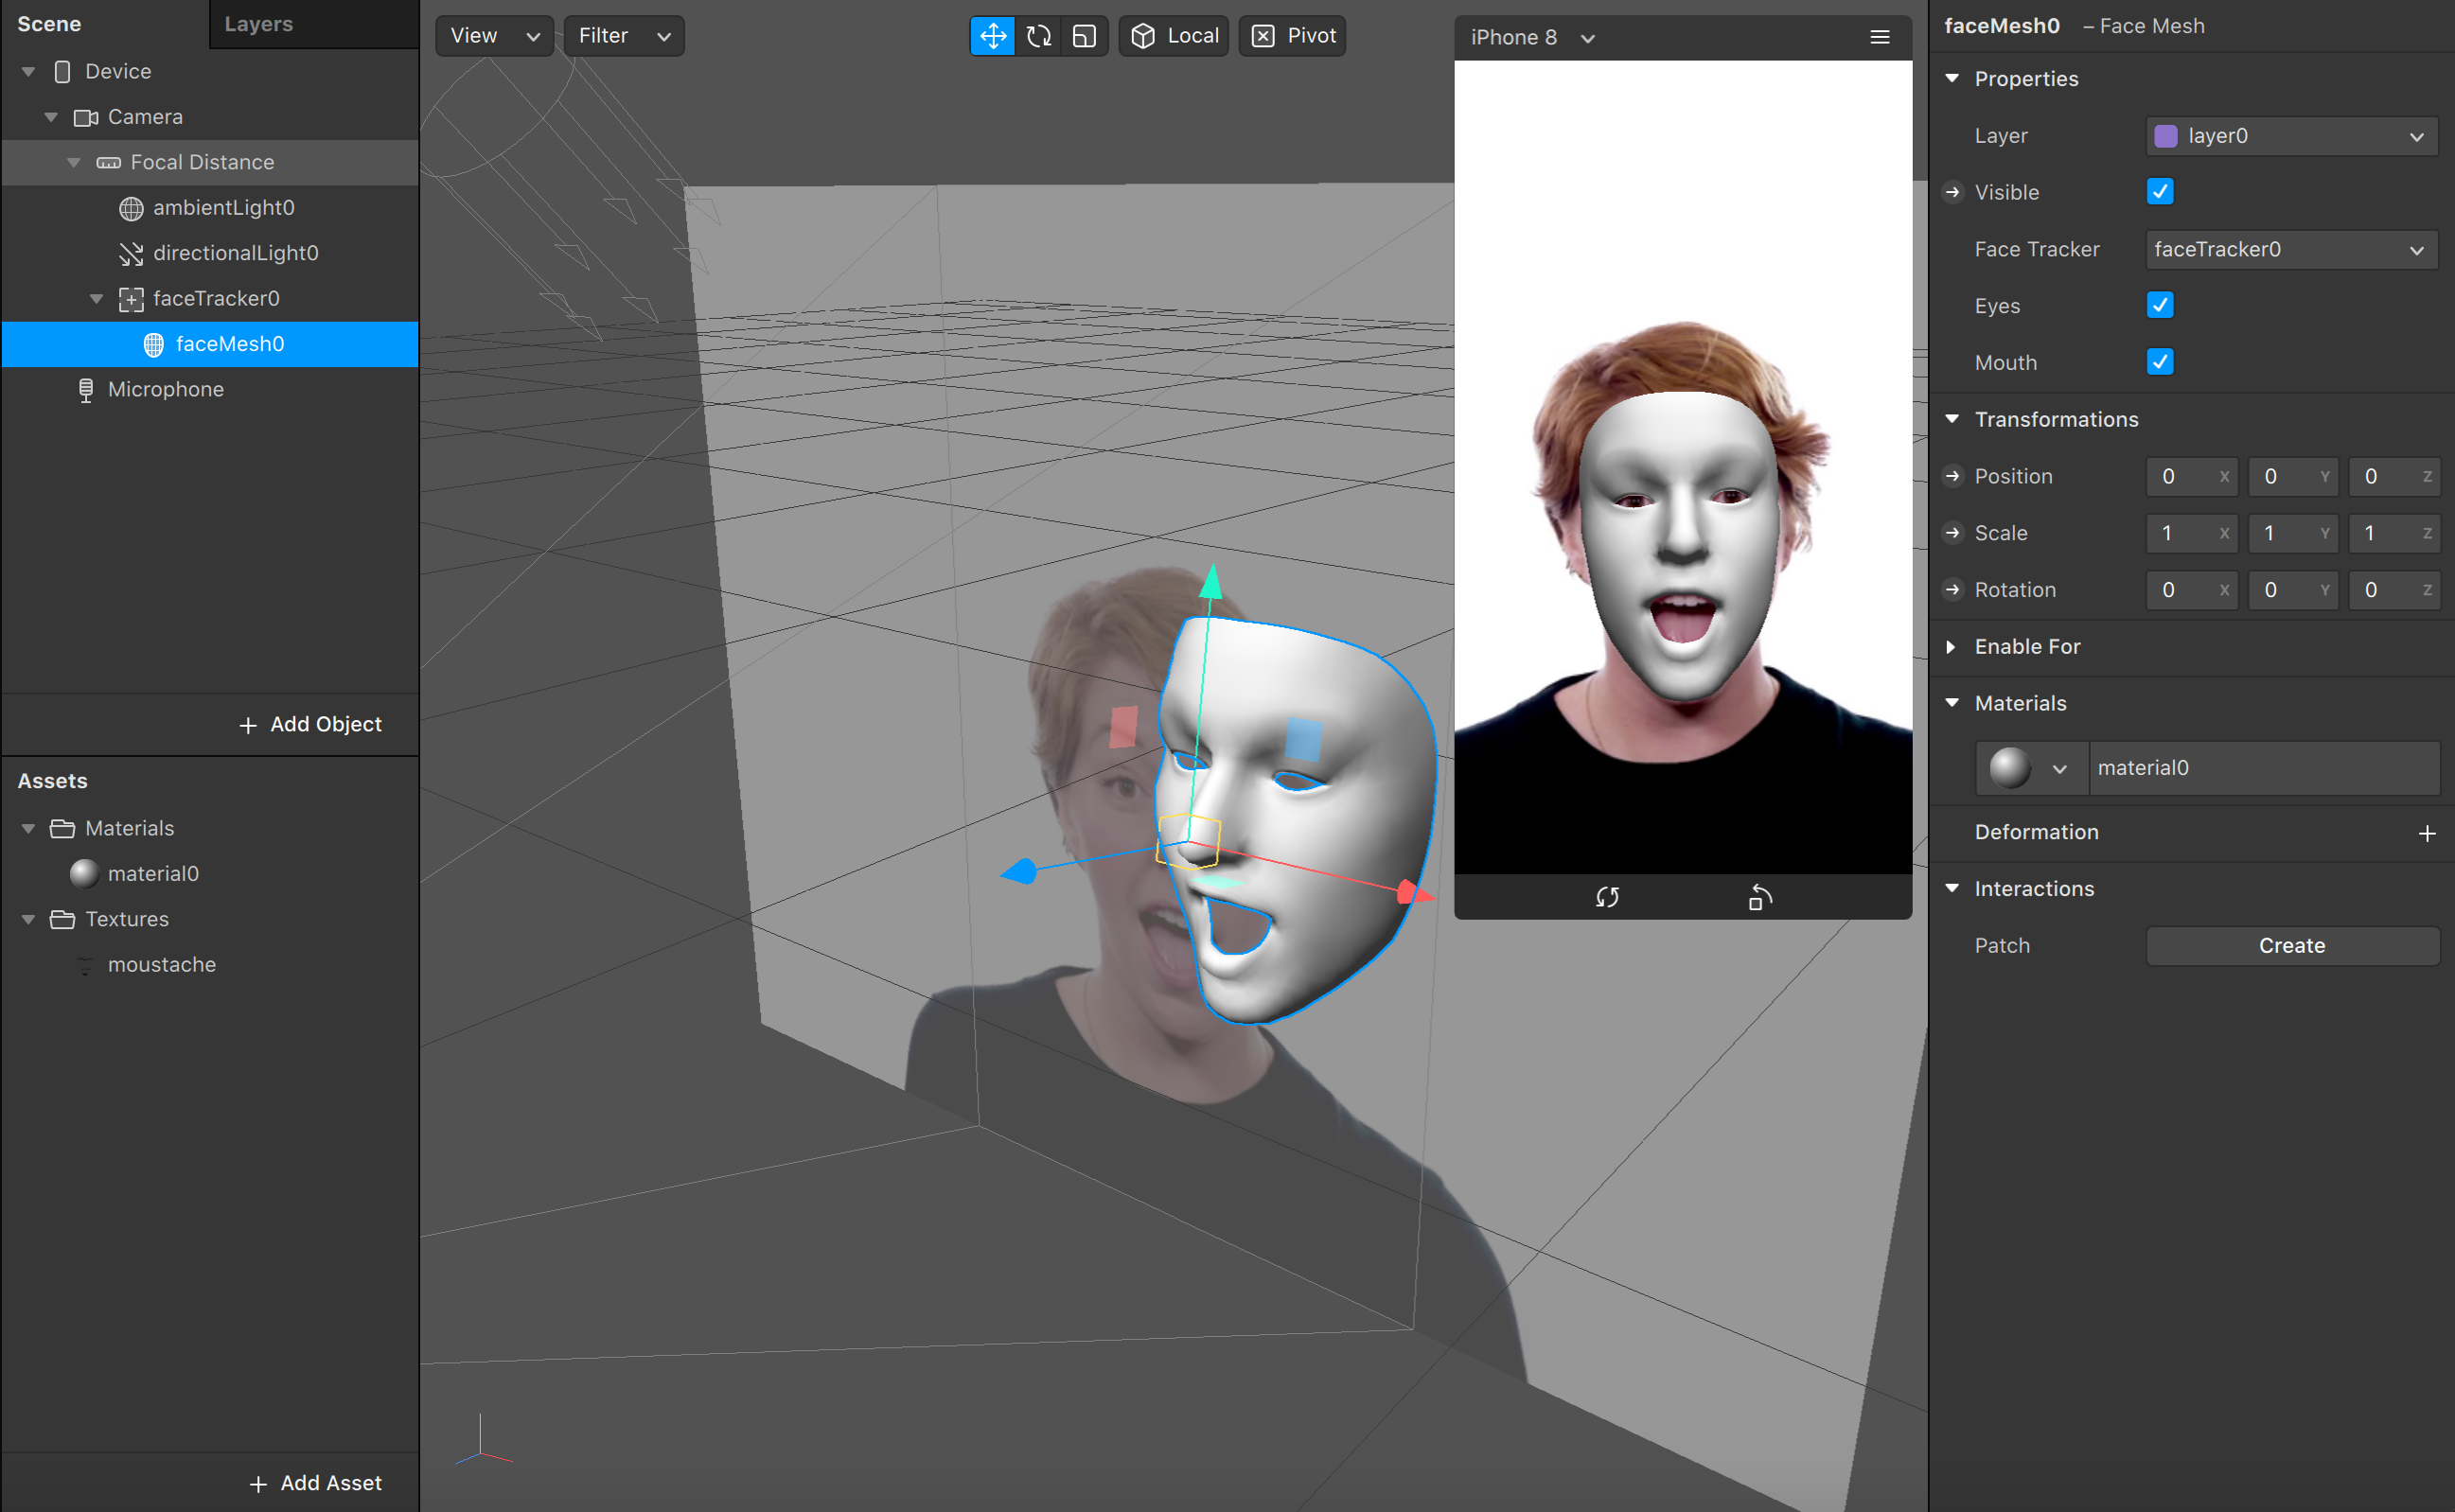 Scene
Layers
Device
Camera
Focal Distance
ambientLight0
directionalLight0
faceTracker0
faceMesh0
Microphone
+ Add Object
Assets
Materials
material0
Textures
moustache
+ Add Asset
View
Filter
Local
Pivot
iPhone 8
faceMesh0 – Face Mesh
Properties
Layer layer0
Visible
Face Tracker faceTracker0
Eyes
Mouth
Transformations
Position 0 X 0 Y 0 Z
Scale 1 X 1 Y 1 Z
Rotation 0 X 0 Y 0 Z
Enable For
Materials
material0
Deformation +
Interactions
Patch Create